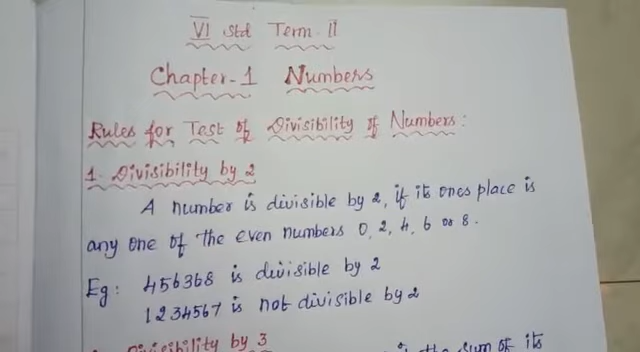 VI Std Term II
Chapter-1 Numbers
Rules for Test of Divisibility of Numbers:
1. Divisibility by 2
A number is divisible by 2, if its ones place is
any one of the even numbers 0, 2, 4, 6 or 8.
Eg: 456368 is divisible by 2
1234567 is not divisible by 2
Divisibility by 3
is the sum of its